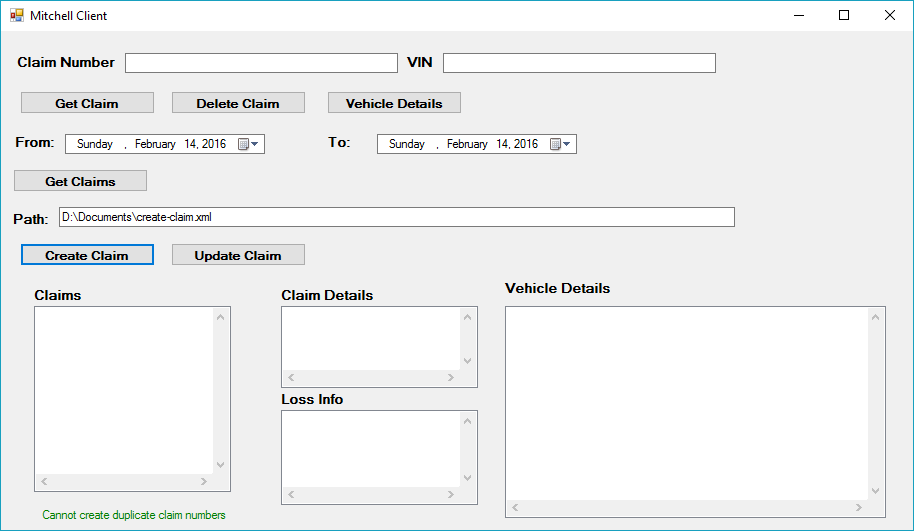 Mitchell Client
Claim Number VIN
Get Claim Delete Claim Vehicle Details
From: Sunday , February 14, 2016 To: Sunday , February 14, 2016
Get Claims
Path: D:\Documents\create-claim.xml
Create Claim Update Claim
Claims Claim Details Vehicle Details
Loss Info
Cannot create duplicate claim numbers